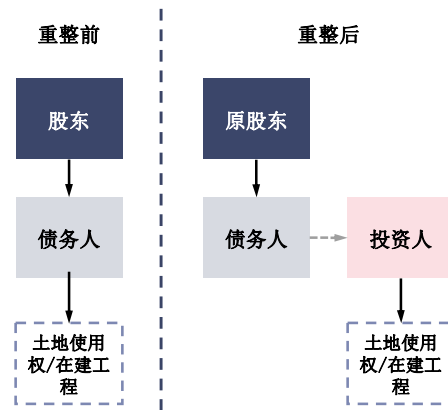 重整前
重整后
股东
原股东
债务人
债务人
投资人
土地使用
权/在建工
程
土地使用
权/在建工
程